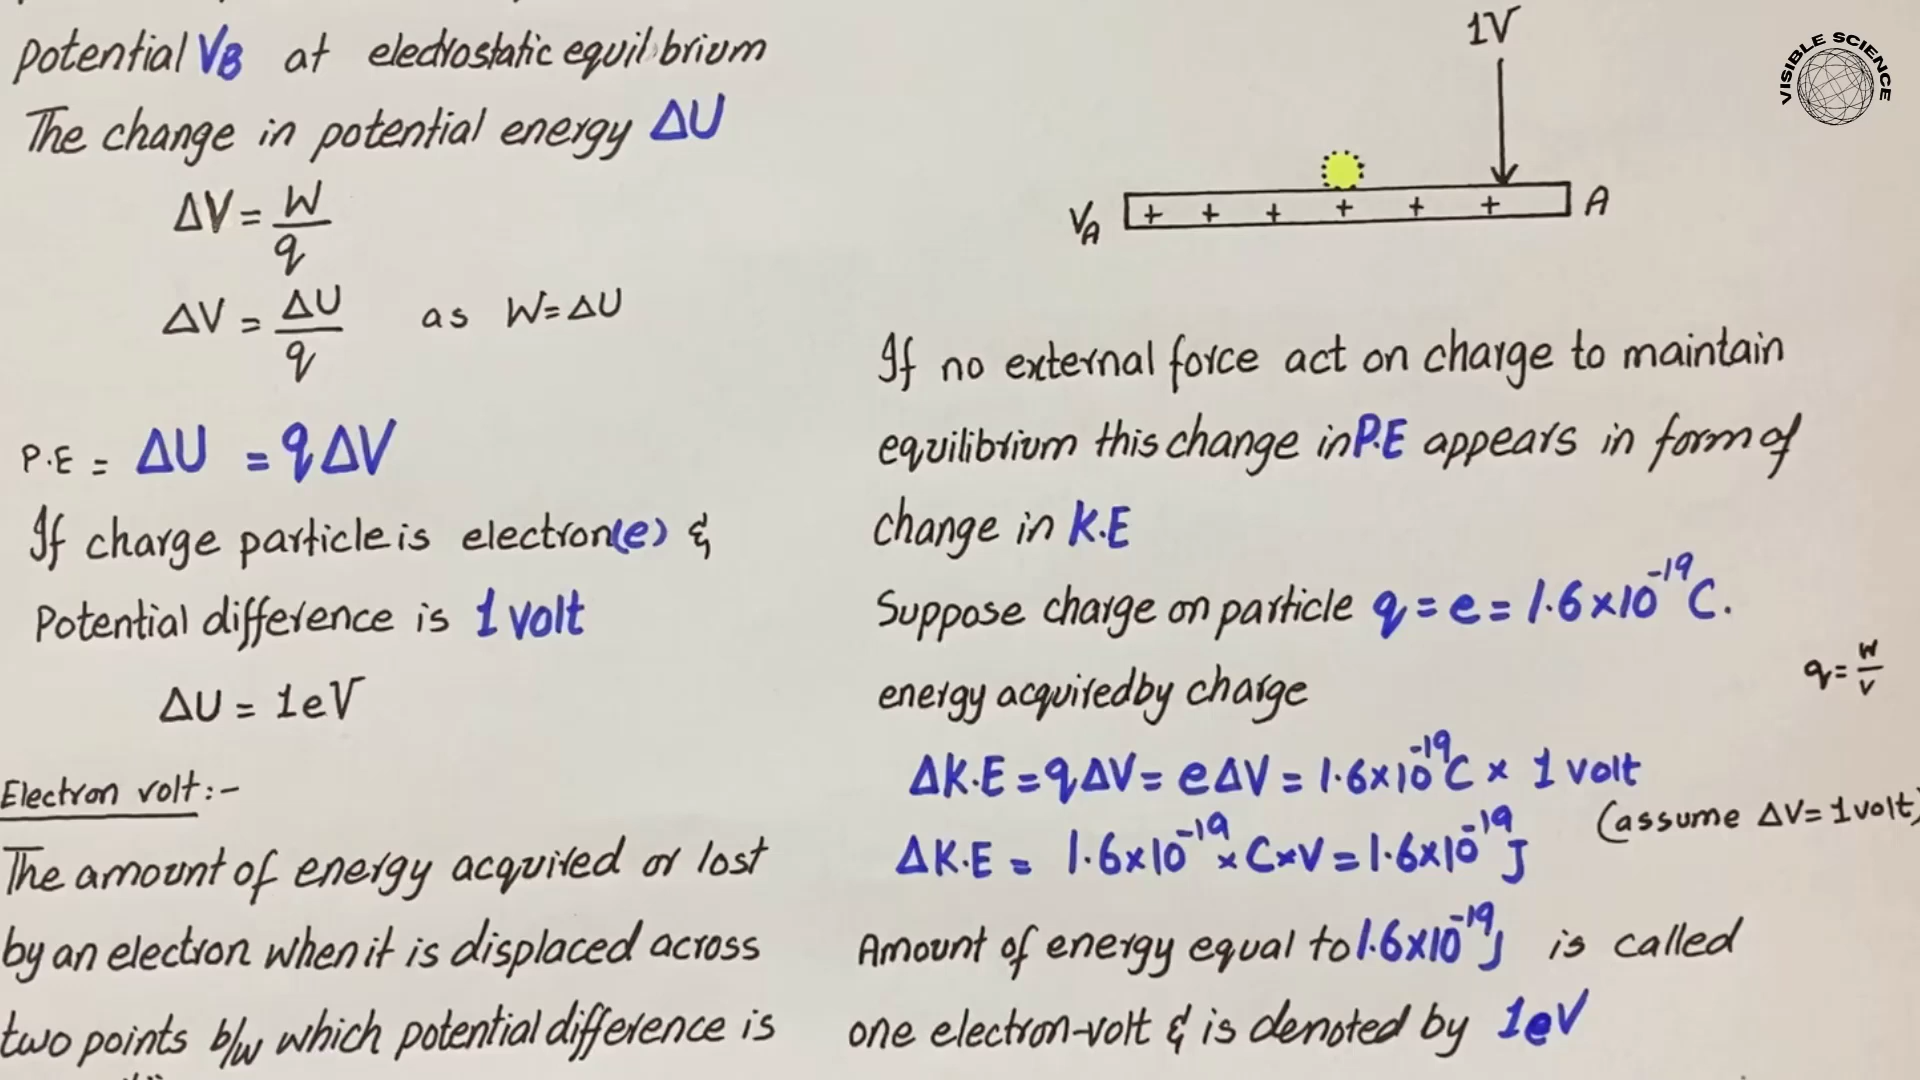 potential VB at electrostatic equilibrium
The change in potential energy ΔU
ΔV = W/q
ΔV = ΔU/q as W=ΔU
P.E = ΔU = qΔV
If charge particle is electron(e) &
Potential difference is 1 volt
ΔU = 1eV
Electron volt:-
The amount of energy acquired or lost
by an electron when it is displaced across
two points b/w which potential difference is
1V
VISIBLE SCIENCE
VA + + + + + + A
If no external force act on charge to maintain
equilibrium this change in P.E appears in form of
change in K.E
Suppose charge on particle q = e = 1.6×10⁻¹⁹C.
q = W/V
energy acquired by charge
ΔK.E = qΔV = eΔV = 1.6×10⁻¹⁹C × 1 volt
(assume ΔV = 1 volt)
ΔK.E = 1.6×10⁻¹⁹ × C×V = 1.6×10⁻¹⁹J
Amount of energy equal to 1.6×10⁻¹⁹J is called
one electron-volt & is denoted by 1eV